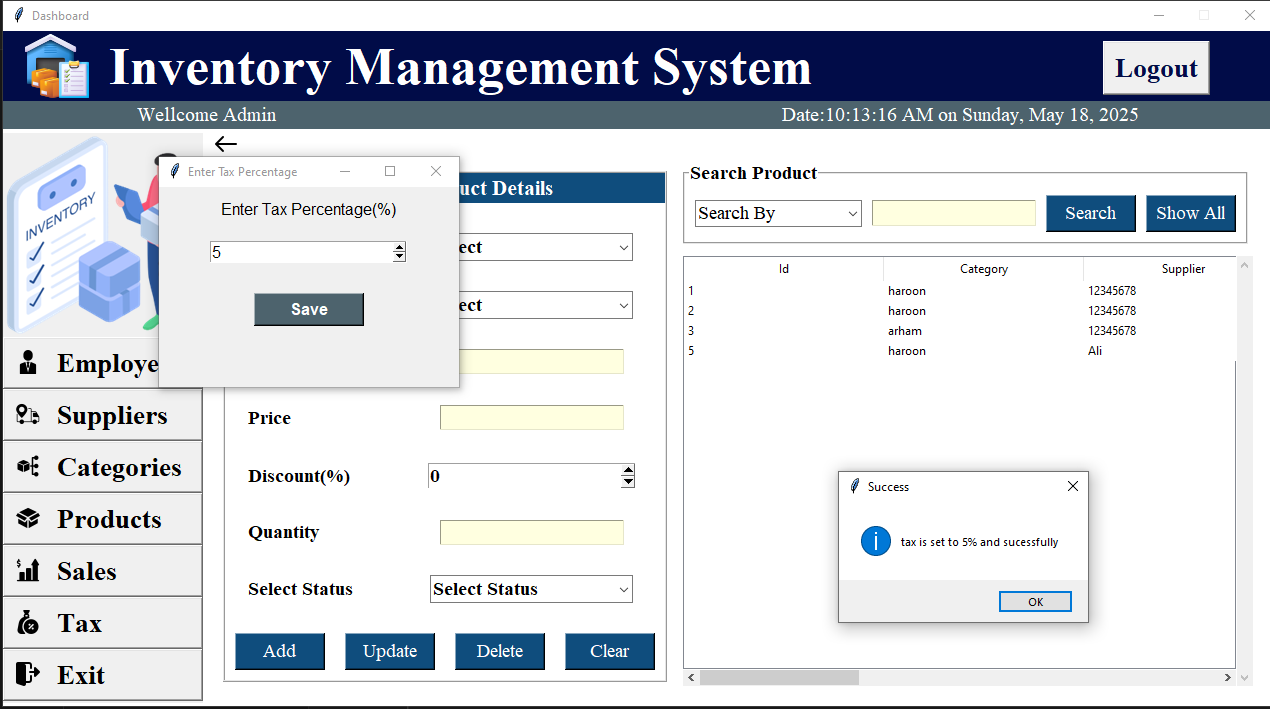 Dashboard
Inventory Management System
Logout
Wellcome Admin
Date:10:13:16 AM on Sunday, May 18, 2025
INVENTORY
Enter Tax Percentage
Enter Tax Percentage(%)
5
Save
Suppliers
Categories
Products
Sales
Tax
Exit
Details
Price
Discount(%)
0
Quantity
Select Status
Select Status
Add
Update
Delete
Clear
Search Product
Search By
Search
Show All
Id Category Supplier
1 haroon 12345678
2 haroon 12345678
3 arham 12345678
5 haroon Ali
Success
tax is set to 5% and sucessfully
OK